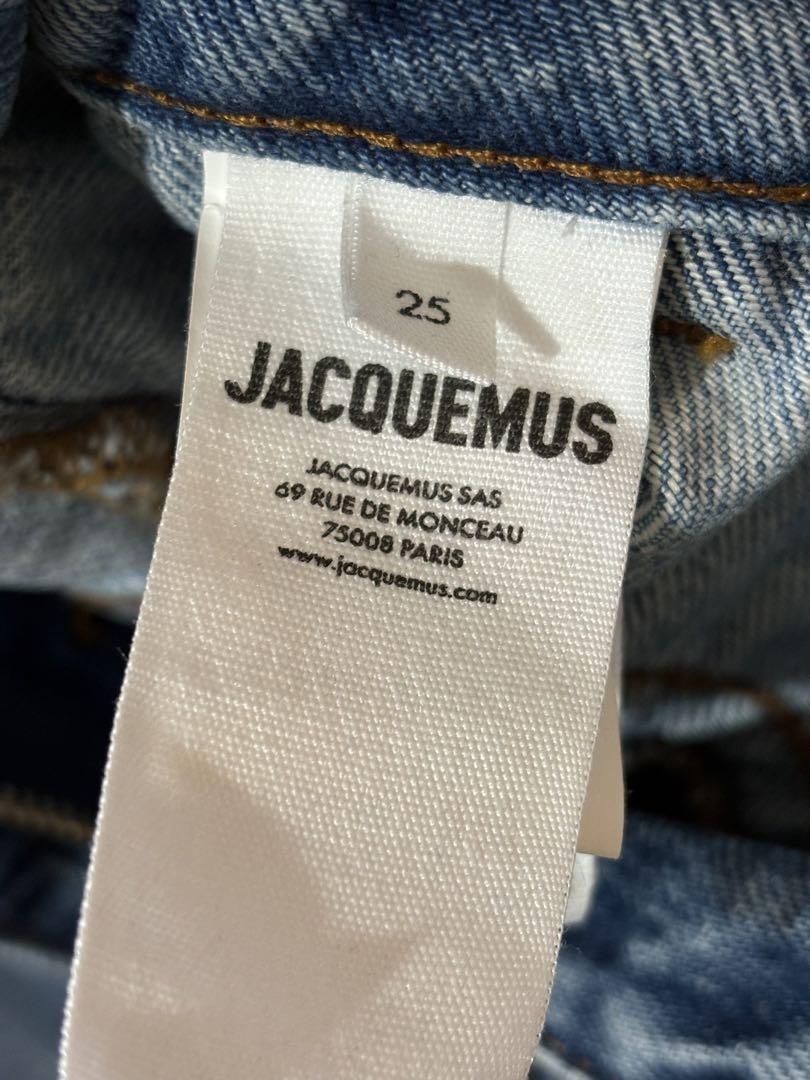 25
JACQUEMUS
JACQUEMUS SAS
69 RUE DE MONCEAU
75008 PARIS
www.jacquemus.com